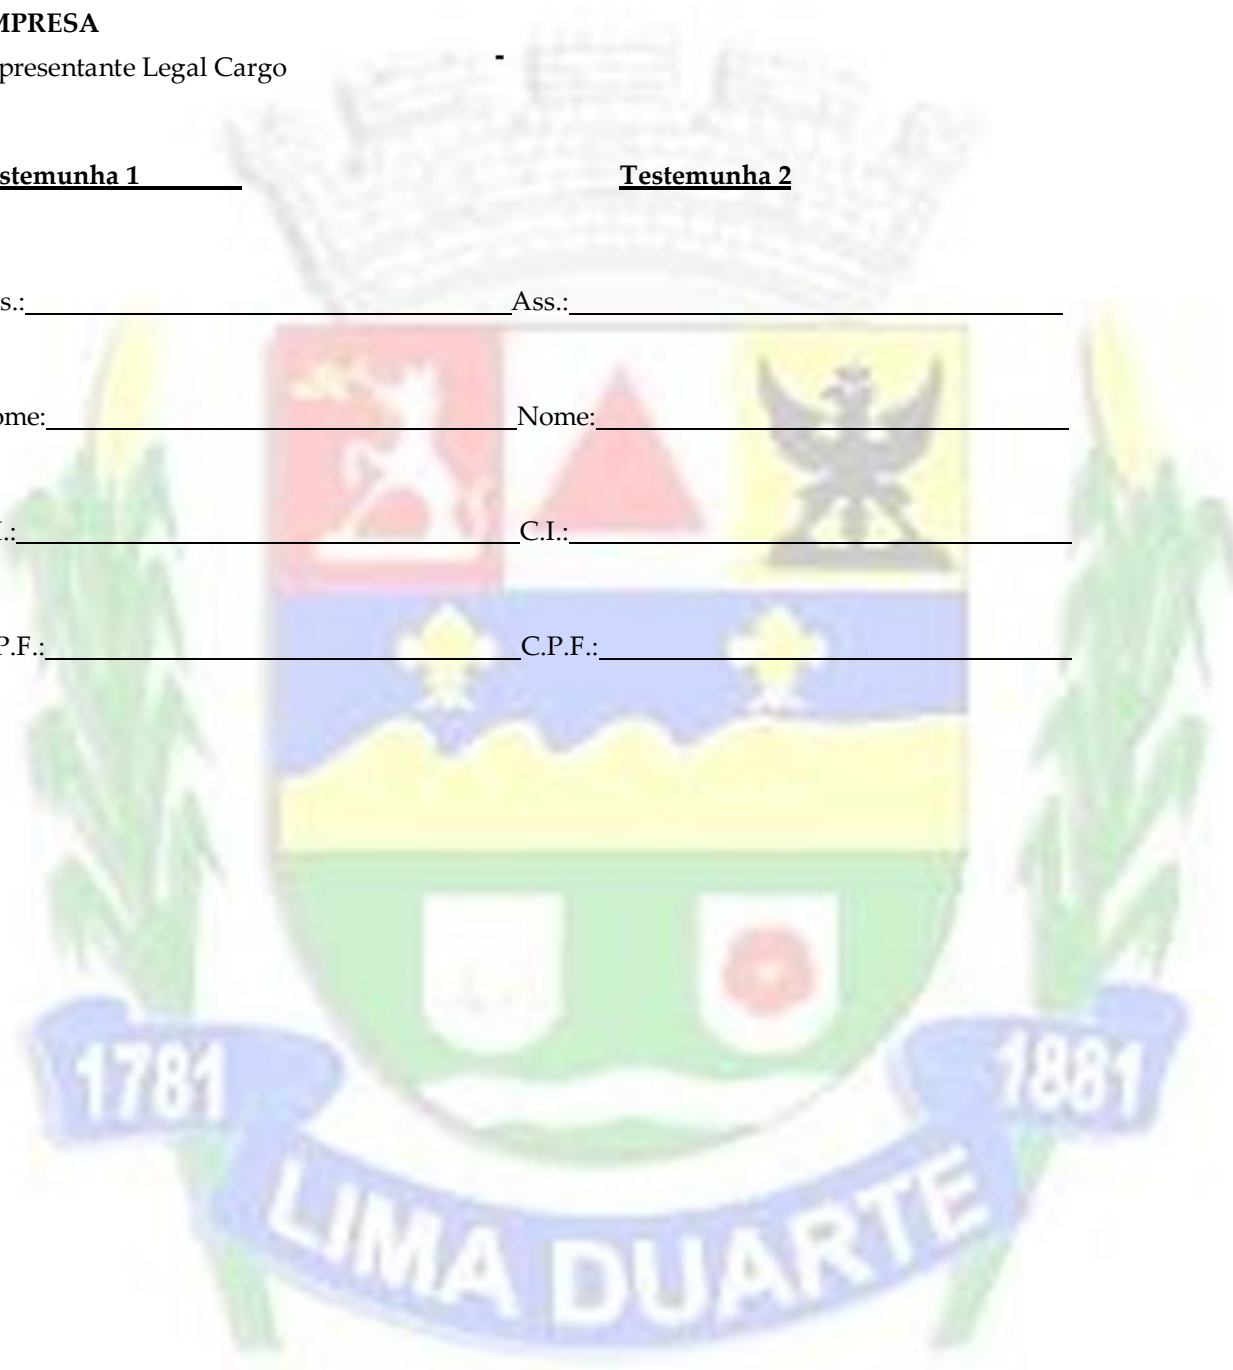 MPRESA
presentante Legal Cargo -
stemunha 1 Testemunha 2
s.: Ass.:
ome: Nome:
I.: C.I.:
P.F.: C.P.F.:
1781 1881
LIMA DUARTE